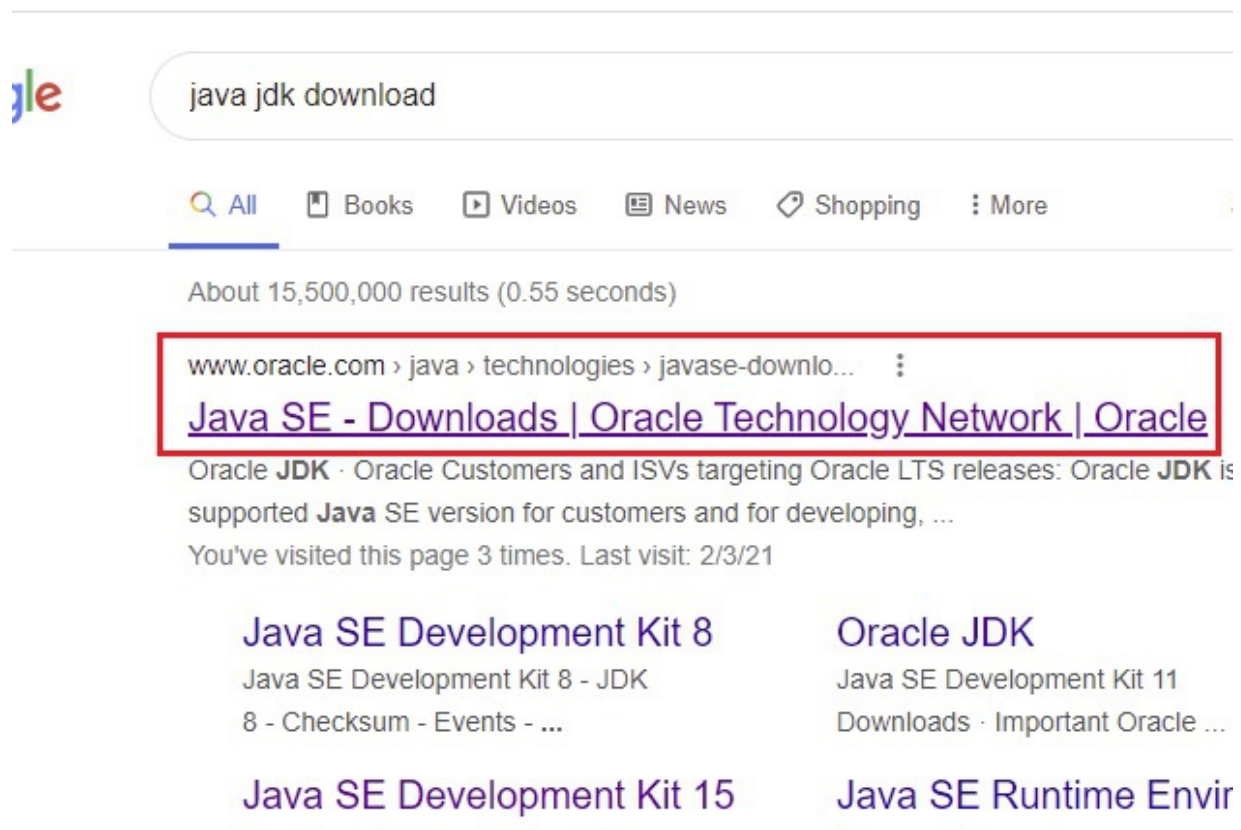 gle
java jdk download
All Books Videos News Shopping More
About 15,500,000 results (0.55 seconds)
www.oracle.com › java › technologies › javase-downlo...
Java SE - Downloads | Oracle Technology Network | Oracle
Oracle JDK · Oracle Customers and ISVs targeting Oracle LTS releases: Oracle JDK is
supported Java SE version for customers and for developing, ...
You've visited this page 3 times. Last visit: 2/3/21
Java SE Development Kit 8
Java SE Development Kit 8 - JDK
8 - Checksum - Events - ...
Oracle JDK
Java SE Development Kit 11
Downloads · Important Oracle ...
Java SE Development Kit 15
Java SE Runtime Envir